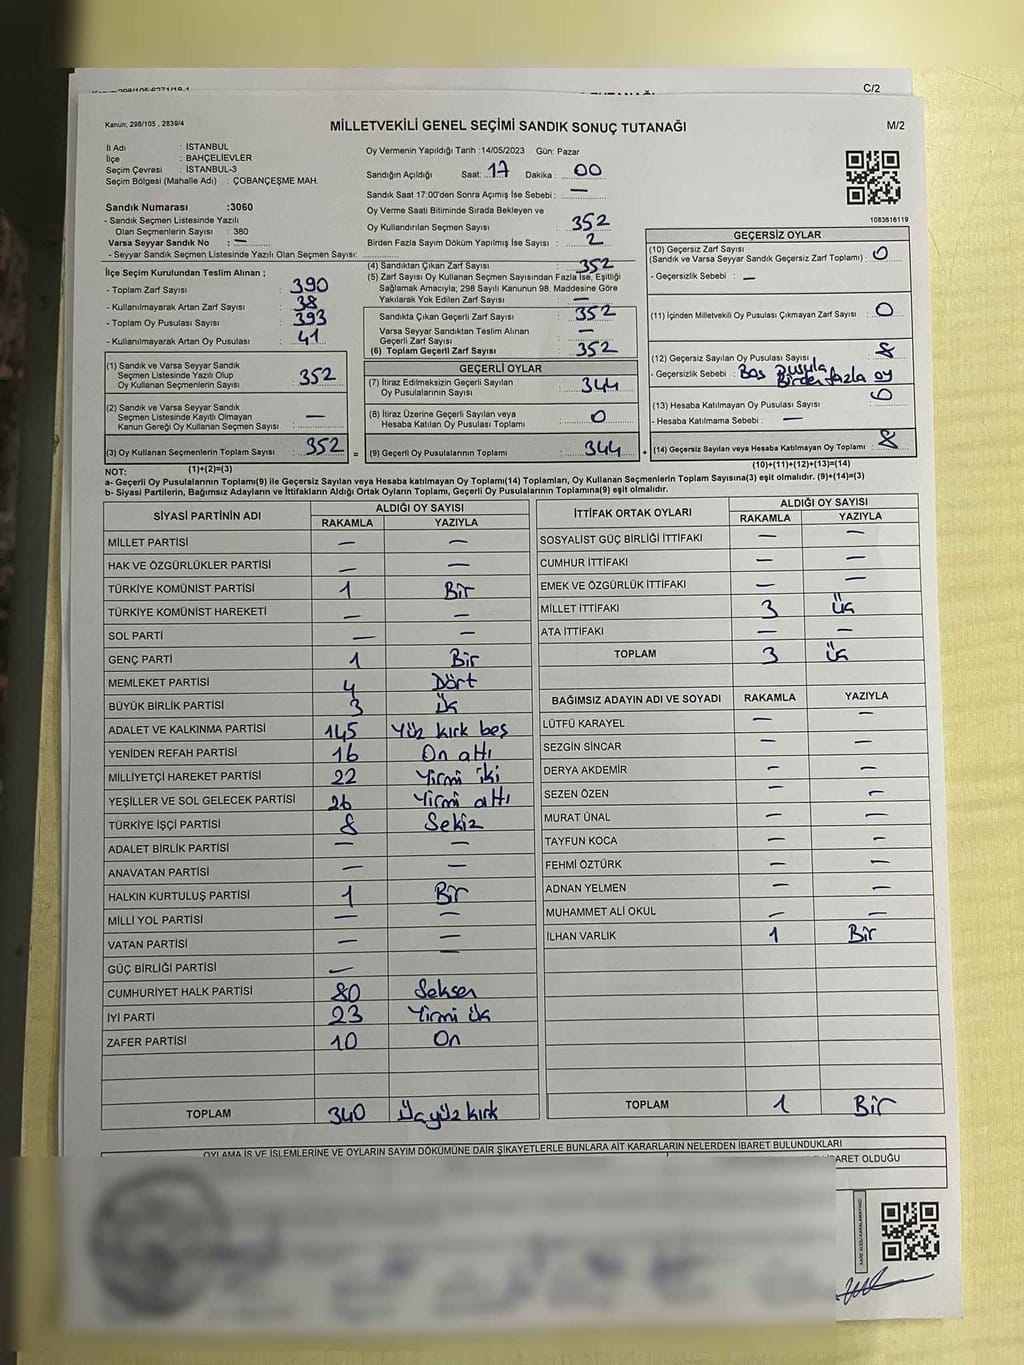 C/2
Kanun; 298/105 , 2839/4
MİLLETVEKİLİ GENEL SEÇİMİ SANDIK SONUÇ TUTANAĞI
M/2
İl Adı : İSTANBUL
İlçe : BAHÇELİEVLER
Seçim Çevresi : İSTANBUL-3
Seçim Bölgesi (Mahalle Adı) : ÇOBANÇEŞME MAH.
Oy Vermenin Yapıldığı Tarih :14/05/2023 Gün: Pazar
Sandığın Açıldığı Saat: 17 Dakika : 00
Sandık Saat 17:00'den Sonra Açımış İse Sebebi : —
Oy Verme Saati Bitiminde Sırada Bekleyen ve
Oy Kullandırılan Seçmen Sayısı : 352
Birden Fazla Sayım Döküm Yapılmış İse Sayısı : 2
1083616119
Sandık Numarası :3060
- Sandık Seçmen Listesinde Yazılı
Olan Seçmenlerin Sayısı : 380
Varsa Seyyar Sandık No : —
- Seyyar Sandık Seçmen Listesinde Yazılı Olan Seçmen Sayısı:
İlçe Seçim Kurulundan Teslim Alınan ;
- Toplam Zarf Sayısı : 390
- Kullanılmayarak Artan Zarf Sayısı : 38
- Toplam Oy Pusulası Sayısı : 393
- Kullanılmayarak Artan Oy Pusulası : 41
(1) Sandık ve Varsa Seyyar Sandık
Seçmen Listesinde Yazılı Olup
Oy Kullanan Seçmenlerin Sayısı : 352
(2) Sandık ve Varsa Seyyar Sandık
Seçmen Listesinde Kayıtlı Olmayan
Kanun Gereği Oy Kullanan Seçmen Sayısı : —
(3) Oy Kullanan Seçmenlerin Toplam Sayısı : 352 =
(4) Sandıktan Çıkan Zarf Sayısı : 352
(5) Zarf Sayısı Oy Kullanan Seçmen Sayısından Fazla İse, Eşitliği
Sağlamak Amacıyla; 298 Sayılı Kanunun 98. Maddesine Göre
Yakılarak Yok Edilen Zarf Sayısı : —
Sandıkta Çıkan Geçerli Zarf Sayısı : 352
Varsa Seyyar Sandıktan Teslim Alınan
Geçerli Zarf Sayısı : —
(6) Toplam Geçerli Zarf Sayısı : 352
GEÇERLİ OYLAR
(7) İtiraz Edilmeksizin Geçerli Sayılan
Oy Pusulalarının Sayısı : 344
(8) İtiraz Üzerine Geçerli Sayılan veya
Hesaba Katılan Oy Pusulası Toplamı : 0
(9) Geçerli Oy Pusulalarının Toplamı : 344 +
GEÇERSİZ OYLAR
(10) Geçersiz Zarf Sayısı
(Sandık ve Varsa Seyyar Sandık Geçersiz Zarf Toplamı) : 0
- Geçersizlik Sebebi : —
(11) İçinden Milletvekili Oy Pusulası Çıkmayan Zarf Sayısı : 0
(12) Geçersiz Sayılan Oy Pusulası Sayısı : 8
- Geçersizlik Sebebi : Boş pusula
Birden fazla oy
(13) Hesaba Katılmayan Oy Pusulası Sayısı : 0
- Hesaba Katılmama Sebebi : —
(14) Geçersiz Sayılan veya Hesaba Katılmayan Oy Toplamı : 8
(10)+(11)+(12)+(13)=(14)
NOT: (1)+(2)=(3)
a- Geçerli Oy Pusulalarının Toplamı(9) ile Geçersiz Sayılan veya Hesaba katılmayan Oy Toplamı(14) Toplamları, Oy Kullanan Seçmenlerin Toplam Sayısına(3) eşit olmalıdır. (9)+(14)=(3)
b- Siyasi Partilerin, Bağımsız Adayların ve İttifakların Aldığı Ortak Oyların Toplamı, Geçerli Oy Pusulalarının Toplamına(9) eşit olmalıdır.
SİYASİ PARTİNİN ADI ALDIĞI OY SAYISI
RAKAMLA YAZIYLA
MİLLET PARTİSİ — —
HAK VE ÖZGÜRLÜKLER PARTİSİ — —
TÜRKİYE KOMÜNİST PARTİSİ 1 Bir
TÜRKİYE KOMÜNİST HAREKETİ — —
SOL PARTİ — —
GENÇ PARTİ 1 Bir
MEMLEKET PARTİSİ 4 Dört
BÜYÜK BİRLİK PARTİSİ 3 Üç
ADALET VE KALKINMA PARTİSİ 145 Yüz kırk beş
YENİDEN REFAH PARTİSİ 16 On altı
MİLLİYETÇİ HAREKET PARTİSİ 22 Yirmi iki
YEŞİLLER VE SOL GELECEK PARTİSİ 26 Yirmi altı
TÜRKİYE İŞÇİ PARTİSİ 8 Sekiz
ADALET BİRLİK PARTİSİ — —
ANAVATAN PARTİSİ — —
HALKIN KURTULUŞ PARTİSİ 1 Bir
MİLLİ YOL PARTİSİ — —
VATAN PARTİSİ — —
GÜÇ BİRLİĞİ PARTİSİ — —
CUMHURİYET HALK PARTİSİ 80 Seksen
İYİ PARTİ 23 Yirmi üç
ZAFER PARTİSİ 10 On
TOPLAM 340 Üçyüz kırk
İTTİFAK ORTAK OYLARI ALDIĞI OY SAYISI
RAKAMLA YAZIYLA
SOSYALİST GÜÇ BİRLİĞİ İTTİFAKI — —
CUMHUR İTTİFAKI — —
EMEK VE ÖZGÜRLÜK İTTİFAKI — —
MİLLET İTTİFAKI 3 Üç
ATA İTTİFAKI — —
TOPLAM 3 Üç
BAĞIMSIZ ADAYIN ADI VE SOYADI RAKAMLA YAZIYLA
LÜTFÜ KARAYEL — —
SEZGİN SİNCAR — —
DERYA AKDEMİR — —
SEZEN ÖZEN — —
MURAT ÜNAL — —
TAYFUN KOCA — —
FEHMİ ÖZTÜRK — —
ADNAN YELMEN — —
MUHAMMET ALİ OKUL — —
İLHAN VARLIK 1 Bir
TOPLAM 1 Bir
OYLAMA İŞ VE İŞLEMLERİNE VE OYLARIN SAYIM DÖKÜMÜNE DAİR ŞİKAYETLERLE BUNLARA AİT KARARLARIN NELERDEN İBARET BULUNDUKLARI
İBARET OLDUĞU